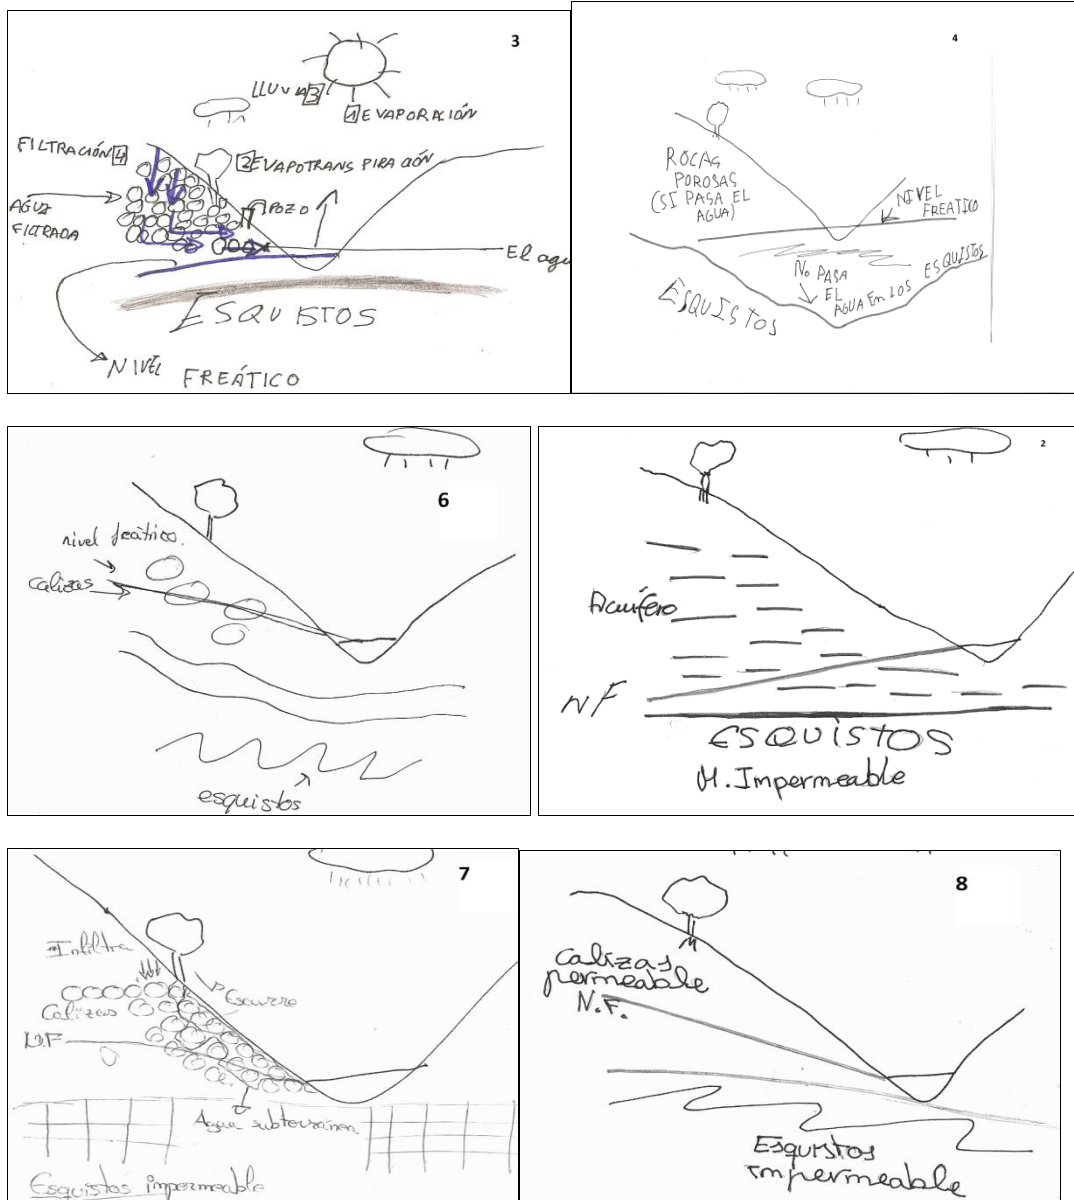 3
LLUVIA 3
1 EVAPORACIÓN
FILTRACIÓN 4
2 EVAPOTRANSPIRACIÓN
AGUA
FILTRADA
POZO
El agu
ESQUISTOS
NIVEL FREÁTICO
4
ROCAS
POROSAS
(SI PASA EL
AGUA)
NIVEL
FREATICO
No PASA
EL
AGUA En LOS ESQUISTOS
ESQUISTOS
6
nivel freático.
calizas
esquistos
2
Acuífero
NF
ESQUISTOS
M. Impermeable
7
Infiltra
Escurre
Calizas
N.F
Agua subterránea
Esquistos impermeable
8
Calizas
permeable
N.F.
Esquistos
impermeable